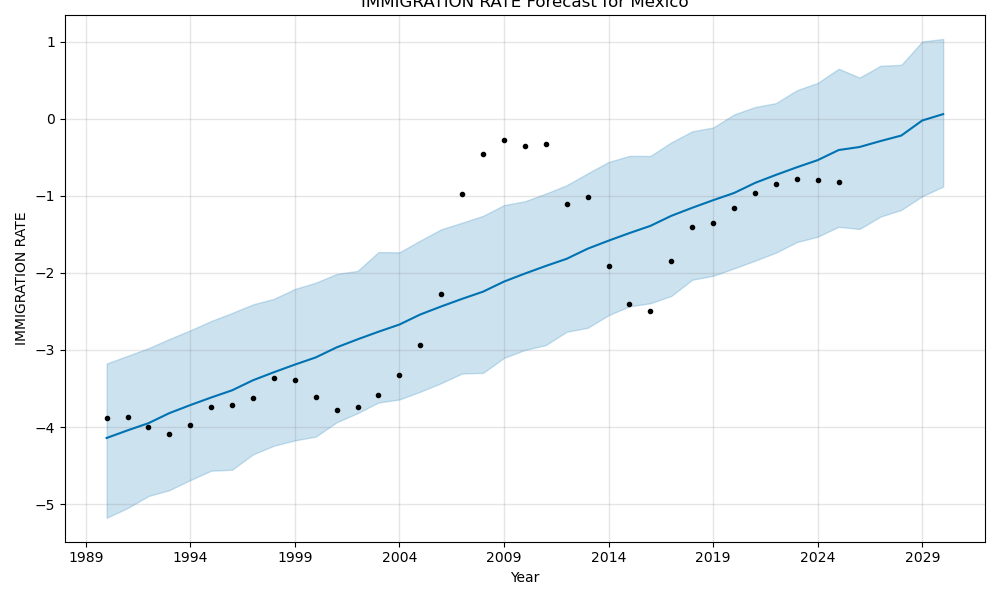 IMMIGRATION RATE Forecast for Mexico
1
0
−1
−2
−3
−4
−5
IMMIGRATION RATE
1989 1994 1999 2004 2009 2014 2019 2024 2029
Year